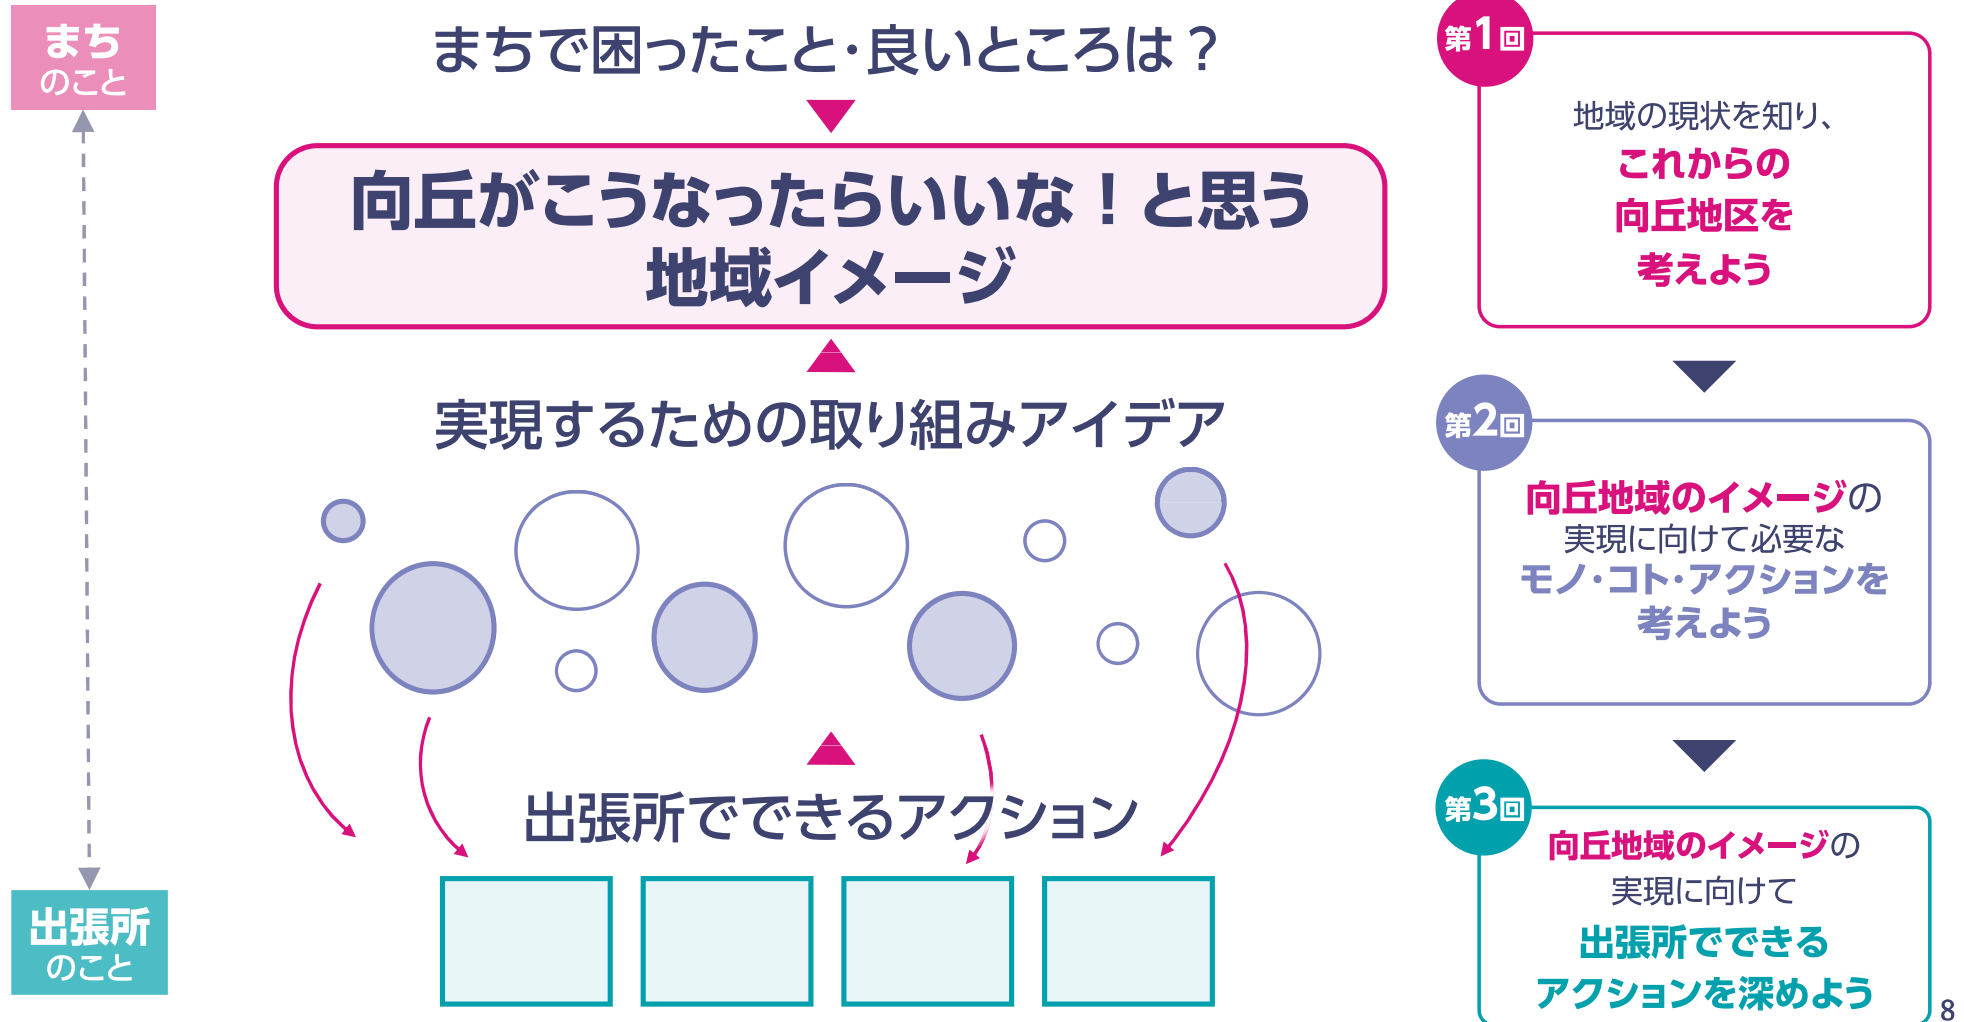 まち
のこと
出張所
のこと
まちで困ったこと・良いところは？
向丘がこうなったらいいな！と思う
地域イメージ
実現するための取り組みアイデア
出張所でできるアクション
第1回
地域の現状を知り、
これからの
向丘地区を
考えよう
第2回
向丘地域のイメージの
実現に向けて必要な
モノ・コト・アクションを
考えよう
第3回
向丘地域のイメージの
実現に向けて
出張所でできる
アクションを深めよう
8